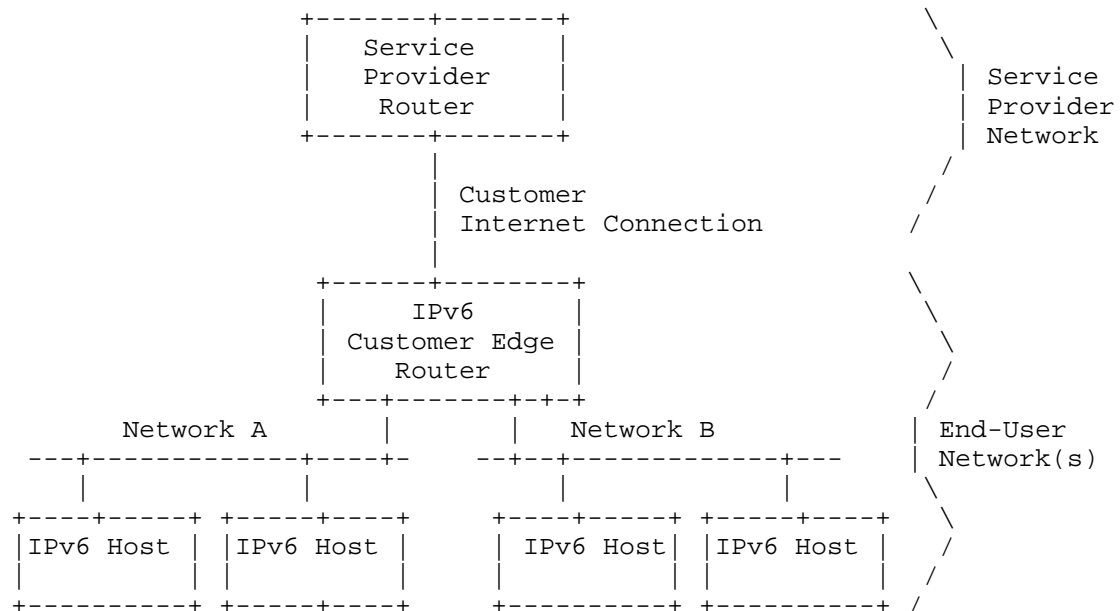 Service
Provider
Router
Service
Provider
Network
Customer
Internet Connection
IPv6
Customer Edge
Router
Network A
Network B
End-User
Network(s)
IPv6 Host
IPv6 Host
IPv6 Host
IPv6 Host